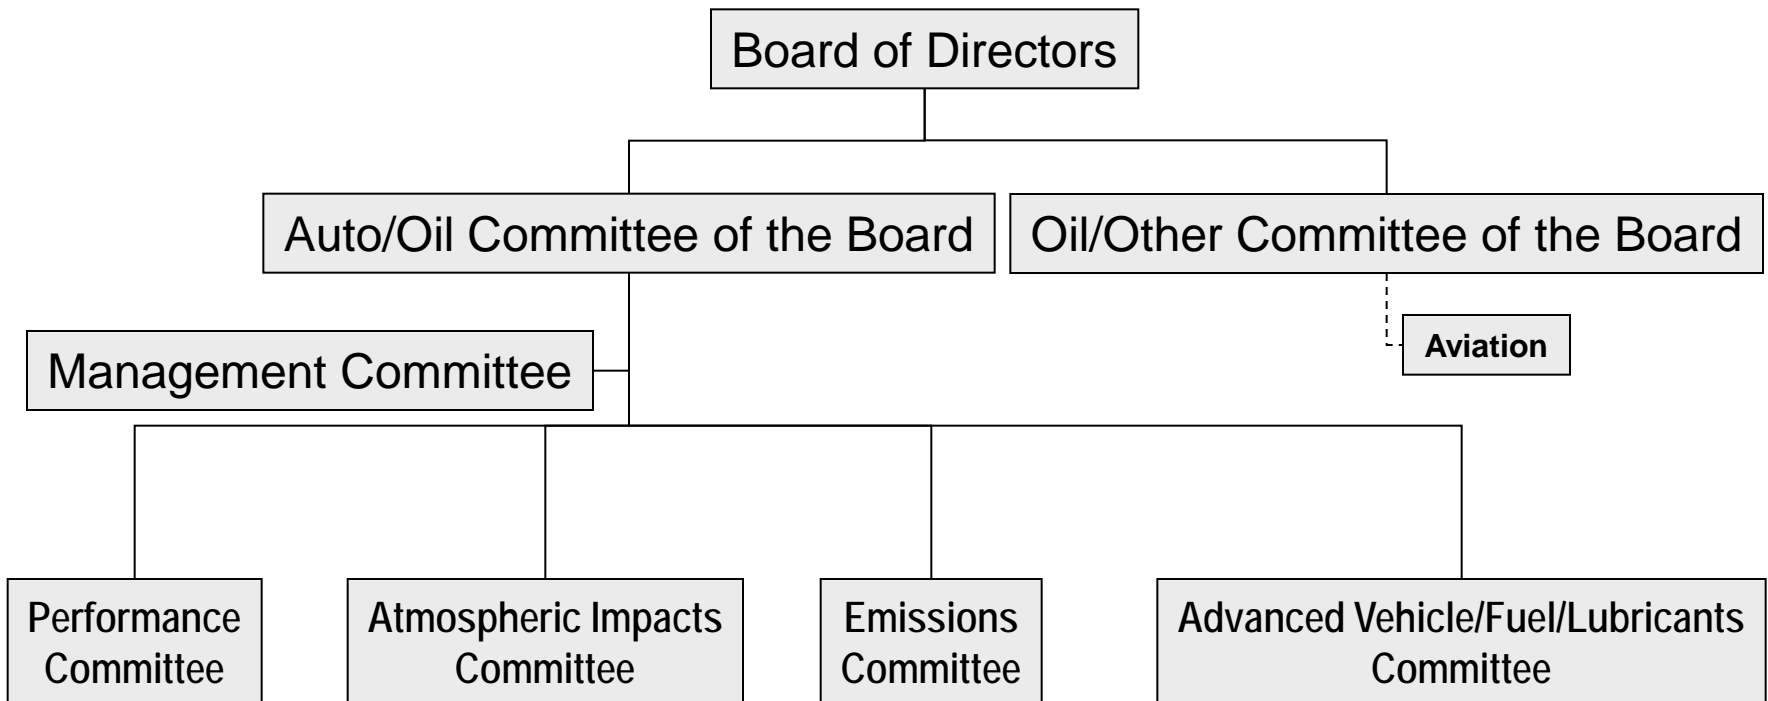 Board of Directors
Auto/Oil Committee of the Board
Oil/Other Committee of the Board
Management Committee
Aviation
Performance
Committee
Atmospheric Impacts
Committee
Emissions
Committee
Advanced Vehicle/Fuel/Lubricants
Committee